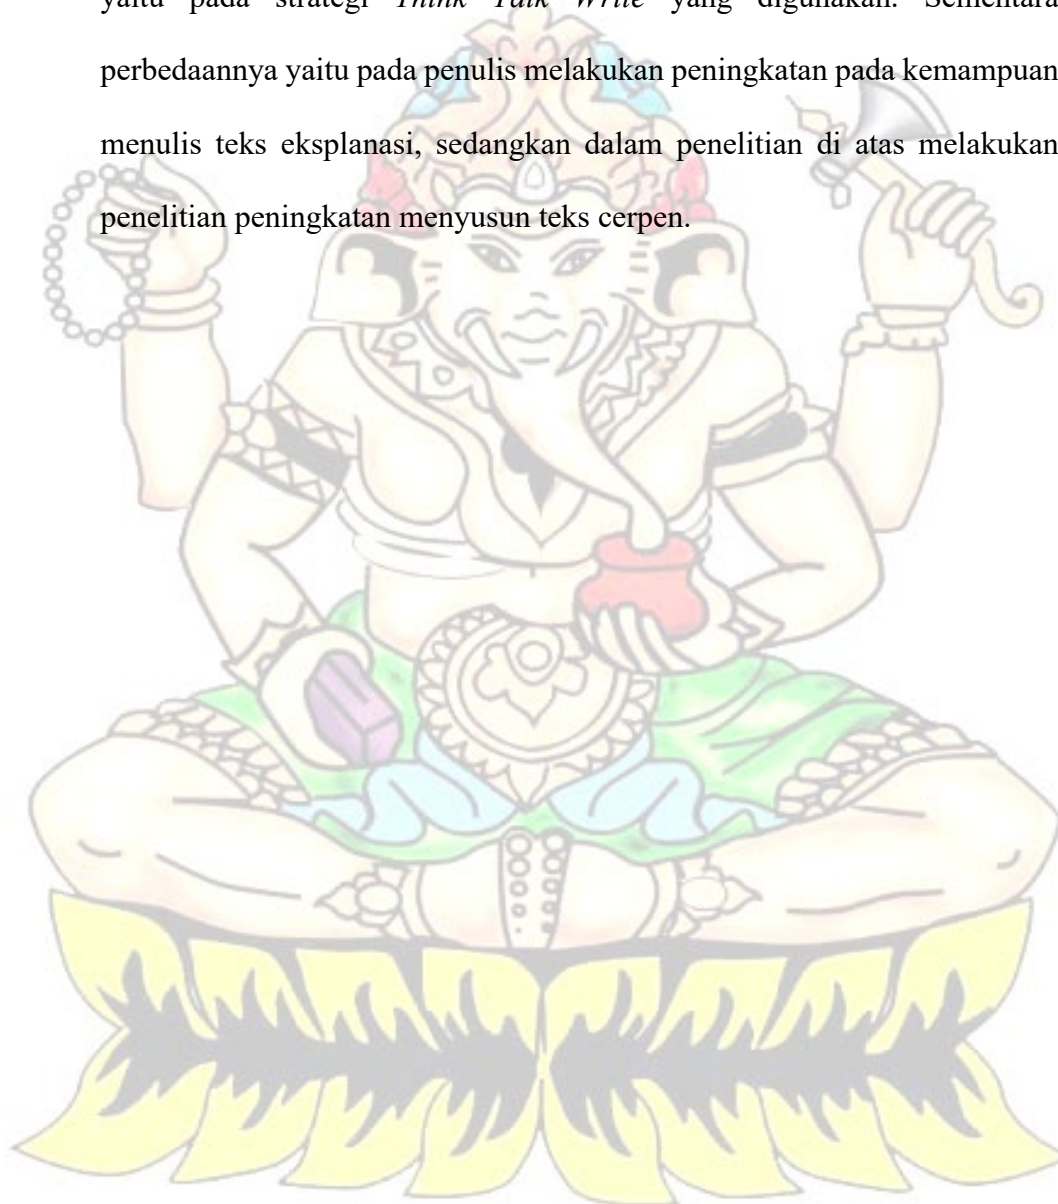 yaitu pada strategi Think Talk Write yang digunakan. Sementara
perbedaannya yaitu pada penulis melakukan peningkatan pada kemampuan
menulis teks eksplanasi, sedangkan dalam penelitian di atas melakukan
penelitian peningkatan menyusun teks cerpen.